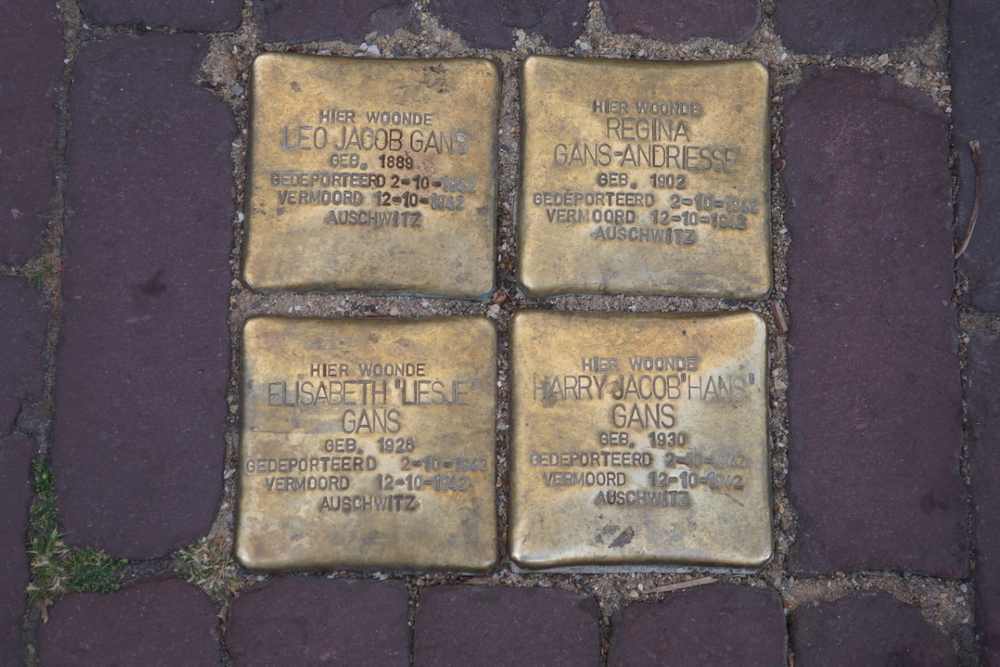 HIER WOONDE
LEO JACOB GANS
GEB. 1889
GEDEPORTEERD 2-10-1942
VERMOORD 12-10-1942
AUSCHWITZ
HIER WOONDE
REGINA
GANS-ANDRIESSE
GEB. 1902
GEDEPORTEERD 2-10-1942
VERMOORD 12-10-1942
AUSCHWITZ
HIER WOONDE
ELISABETH "LIESJE"
GANS
GEB. 1926
GEDEPORTEERD 2-10-1942
VERMOORD 12-10-1942
AUSCHWITZ
HIER WOONDE
HARRY JACOB"HANS"
GANS
GEB. 1930
GEDEPORTEERD 2-10-1942
VERMOORD 12-10-1942
AUSCHWITZ